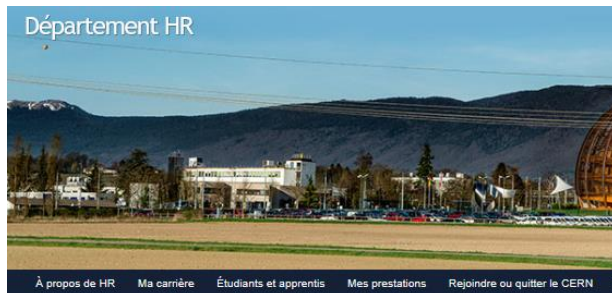 Département HR
À propos de HR Ma carrière Étudiants et apprentis Mes prestations Rejoindre ou quitter le CERN